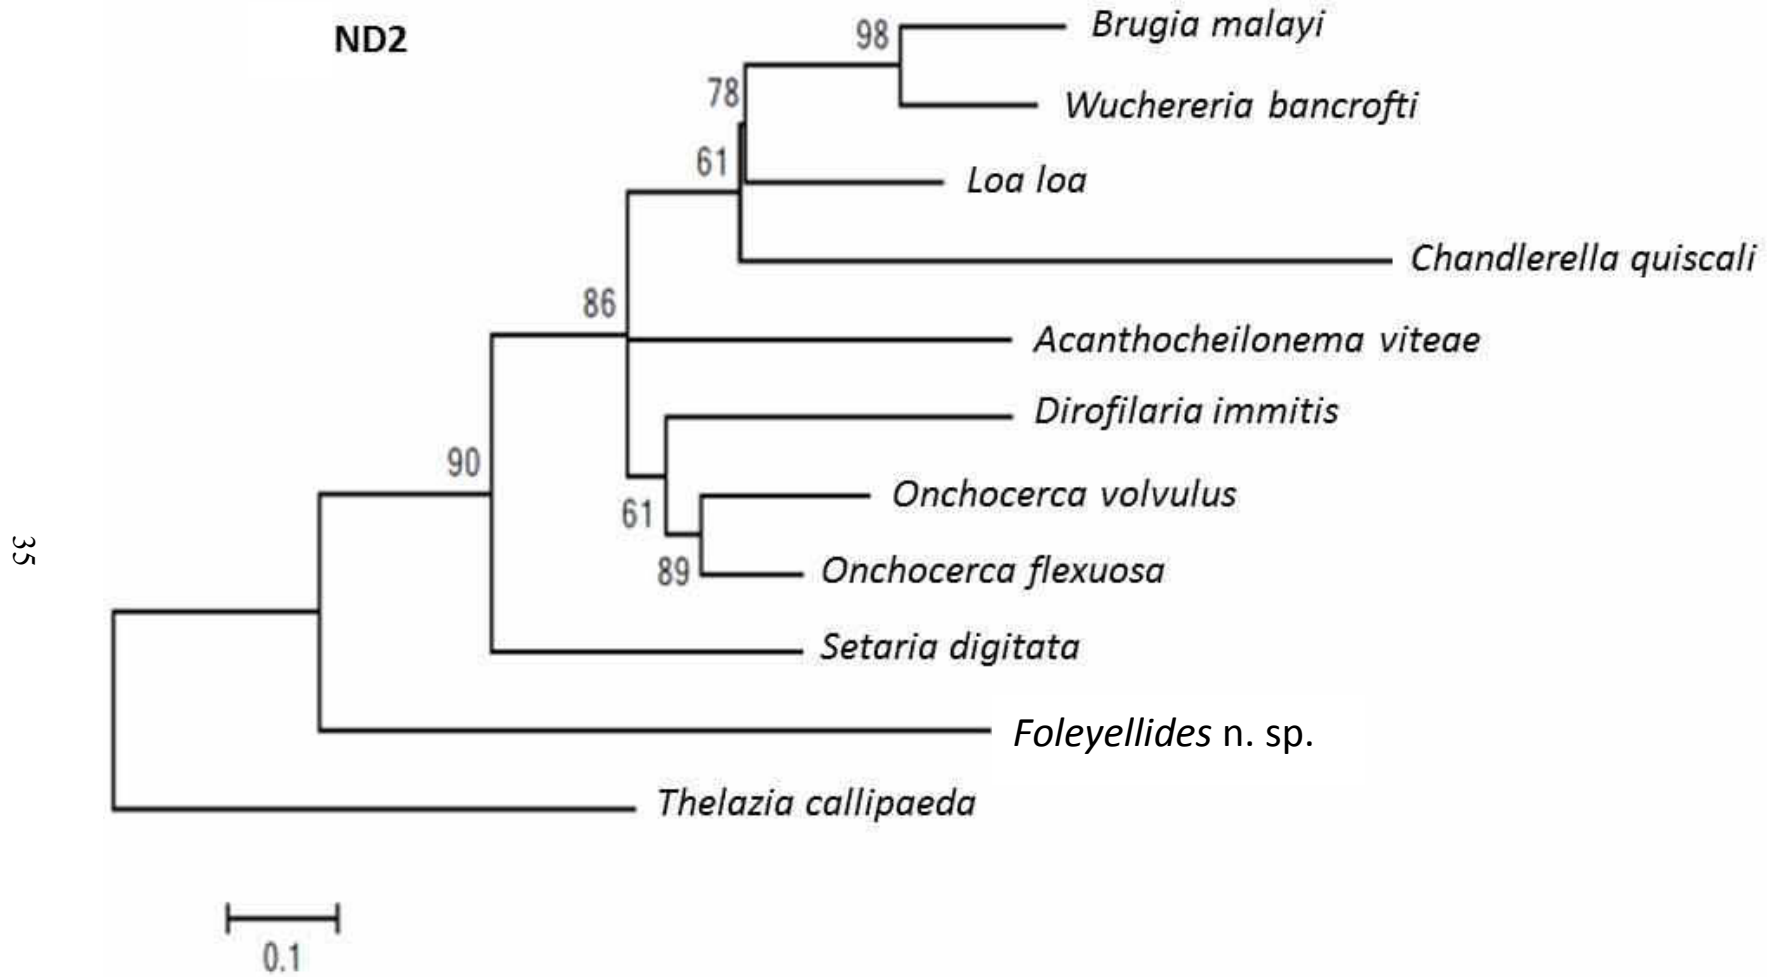 ND2
98
Brugia malayi
78
Wuchereria bancrofti
61
Loa loa
Chandlerella quiscali
86
Acanthocheilonema viteae
Dirofilaria immitis
90
Onchocerca volvulus
61
89
Onchocerca flexuosa
35
Setaria digitata
Foleyellides n. sp.
Thelazia callipaeda
0.1